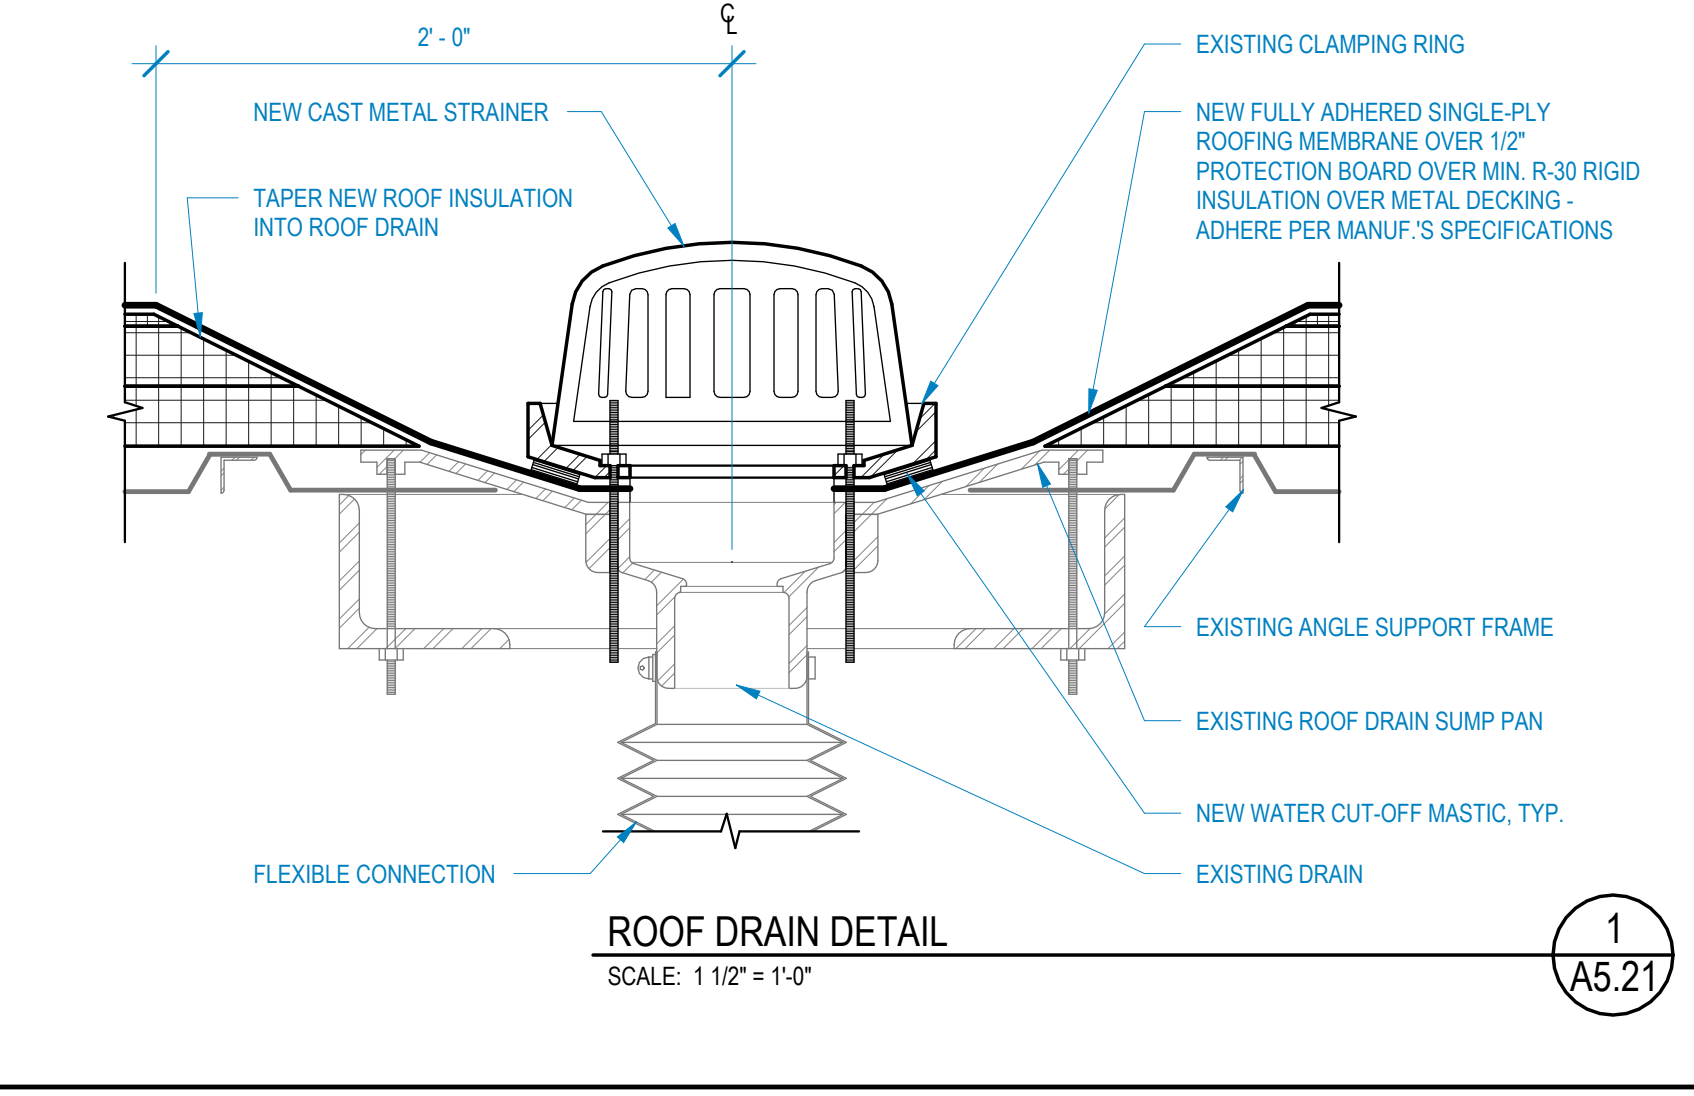 ℄
2' - 0"
EXISTING CLAMPING RING
NEW CAST METAL STRAINER
NEW FULLY ADHERED SINGLE-PLY
ROOFING MEMBRANE OVER 1/2"
PROTECTION BOARD OVER MIN. R-30 RIGID
INSULATION OVER METAL DECKING -
ADHERE PER MANUF.'S SPECIFICATIONS
TAPER NEW ROOF INSULATION
INTO ROOF DRAIN
EXISTING ANGLE SUPPORT FRAME
EXISTING ROOF DRAIN SUMP PAN
NEW WATER CUT-OFF MASTIC, TYP.
FLEXIBLE CONNECTION
EXISTING DRAIN
ROOF DRAIN DETAIL
SCALE: 1 1/2" = 1'-0"
1
A5.21